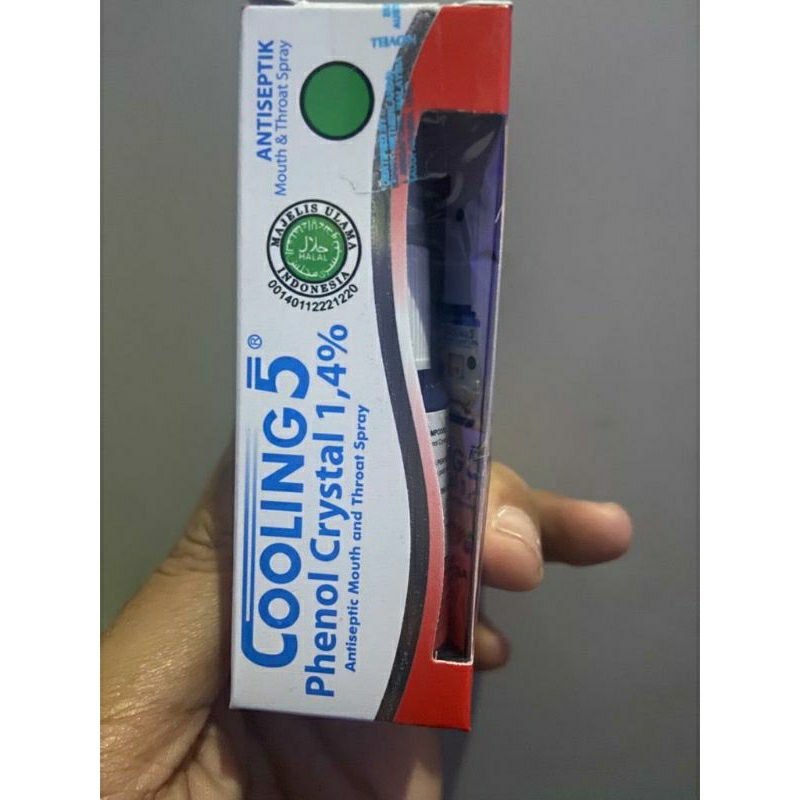 ANTISEPTIK
Mouth & Throat Spray
MAJELIS ULAMA
حلال
HALAL
INDONESIA
00140112221220
COOLING 5®
Phenol Crystal 1,4%
Antiseptic Mouth and Throat Spray
NOVELL